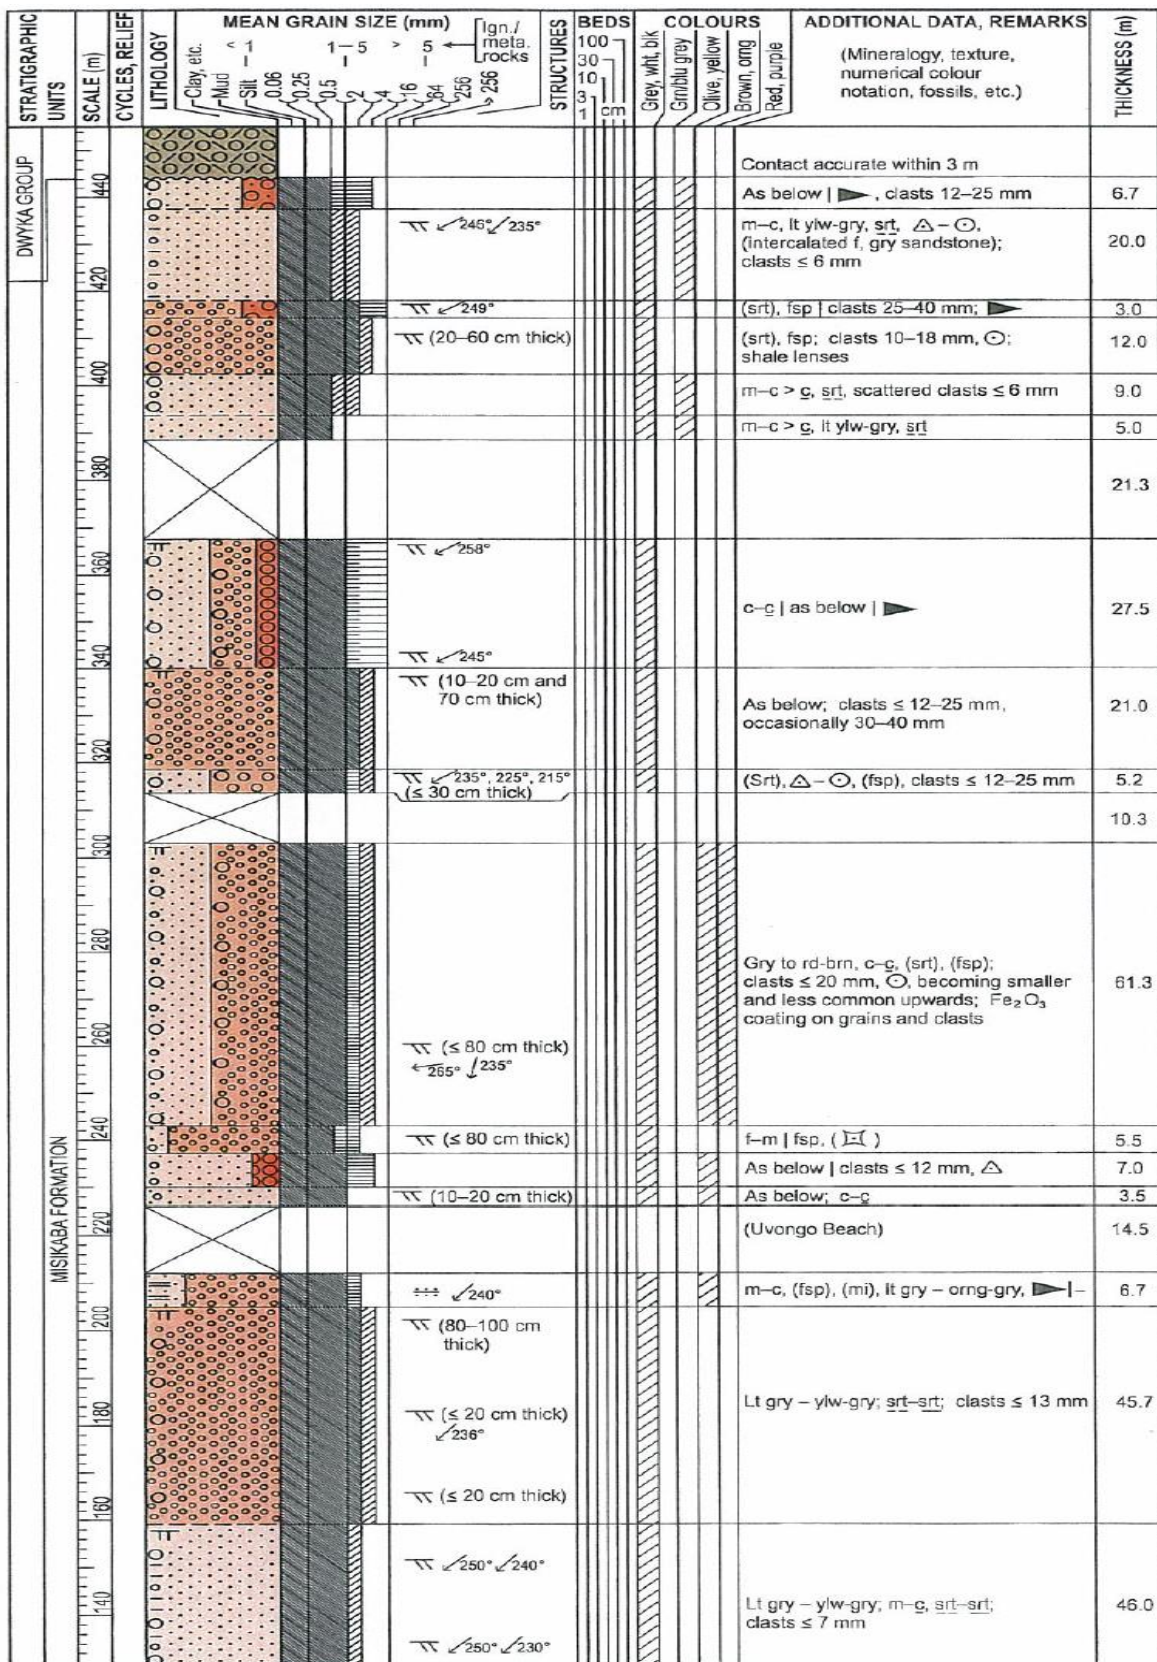 STRATIGRAPHIC
UNITS
SCALE (m)
CYCLES, RELIEF
LITHOLOGY
MEAN GRAIN SIZE (mm)
< 1
1–5 > 5
Ign./
meta.
rocks
Clay, etc.
Mud
Silt
0.06
0.25
0.5
2
4
16
64
256
>256
STRUCTURES
BEDS
100
30
10
3
1 cm
COLOURS
Grey, wht, blk
Grn/blu grey
Olive, yellow
Brown, orng
Red, purple
ADDITIONAL DATA, REMARKS
(Mineralogy, texture,
numerical colour
notation, fossils, etc.)
THICKNESS (m)
DWYKA GROUP
Contact accurate within 3 m
440
As below | , clasts 12–25 mm 6.7
245° 235°
m–c, lt ylw-gry, srt, –
(intercalated f, gry sandstone);
clasts ≤ 6 mm
20.0
420
249° (srt), fsp | clasts 25–40 mm; 3.0
(20–60 cm thick)
(srt), fsp; clasts 10–18 mm, ;
shale lenses
12.0
400
m–c > c, srt, scattered clasts ≤ 6 mm 9.0
m–c > c, lt ylw-gry, srt 5.0
380
21.3
258°
360
c–c | as below | 27.5
340
245°
(10–20 cm and
70 cm thick)
As below; clasts ≤ 12–25 mm,
occasionally 30–40 mm
21.0
320
235°, 225°, 215°
(≤ 30 cm thick)
(Srt), – , (fsp), clasts ≤ 12–25 mm 5.2
10.3
300
280
Gry to rd-brn, c–c, (srt), (fsp);
clasts ≤ 20 mm, , becoming smaller
and less common upwards; Fe₂O₃
coating on grains and clasts
61.3
260
(≤ 80 cm thick)
265° 235°
240
(≤ 80 cm thick) f–m | fsp, ( ) 5.5
As below | clasts ≤ 12 mm, 7.0
(10–20 cm thick) As below; c–c 3.5
MISIKABA FORMATION
220
(Uvongo Beach) 14.5
240° m–c, (fsp), (mi), lt gry – orng-gry, |– 6.7
200
(80–100 cm
thick)
Lt gry – ylw-gry; srt–srt; clasts ≤ 13 mm 45.7
180
(≤ 20 cm thick)
236°
(≤ 20 cm thick)
160
250° 240°
140
Lt gry – ylw-gry; m–c, srt–srt;
clasts ≤ 7 mm
46.0
250° 230°